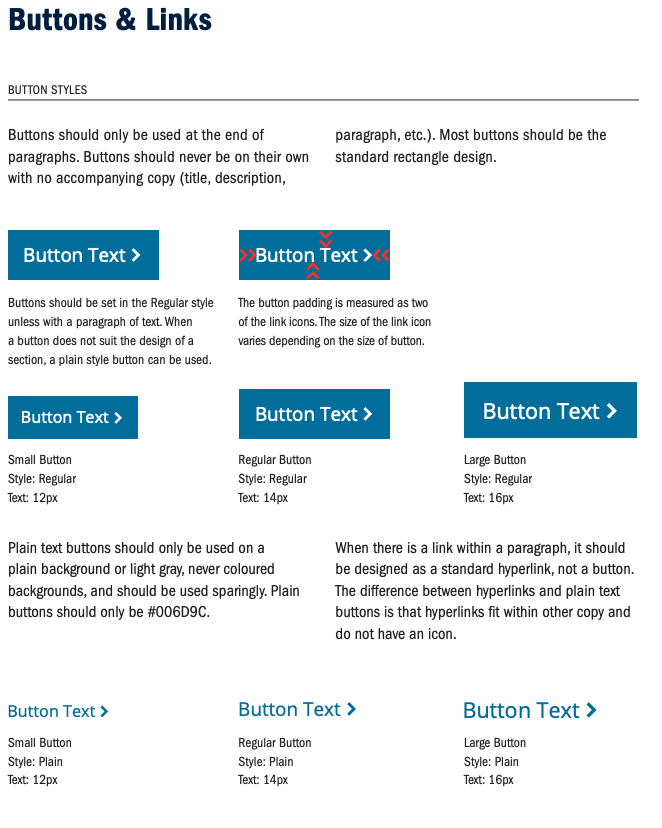 Buttons & Links
BUTTON STYLES
Buttons should only be used at the end of
paragraphs. Buttons should never be on their own
with no accompanying copy (title, description,
paragraph, etc.). Most buttons should be the
standard rectangle design.
Button Text
Buttons should be set in the Regular style
unless with a paragraph of text. When
a button does not suit the design of a
section, a plain style button can be used.
Button Text
The button padding is measured as two
of the link icons. The size of the link icon
varies depending on the size of button.
Button Text
Small Button
Style: Regular
Text: 12px
Button Text
Regular Button
Style: Regular
Text: 14px
Button Text
Large Button
Style: Regular
Text: 16px
Plain text buttons should only be used on a
plain background or light gray, never coloured
backgrounds, and should be used sparingly. Plain
buttons should only be #006D9C.
When there is a link within a paragraph, it should
be designed as a standard hyperlink, not a button.
The difference between hyperlinks and plain text
buttons is that hyperlinks fit within other copy and
do not have an icon.
Button Text
Small Button
Style: Plain
Text: 12px
Button Text
Regular Button
Style: Plain
Text: 14px
Button Text
Large Button
Style: Plain
Text: 16px